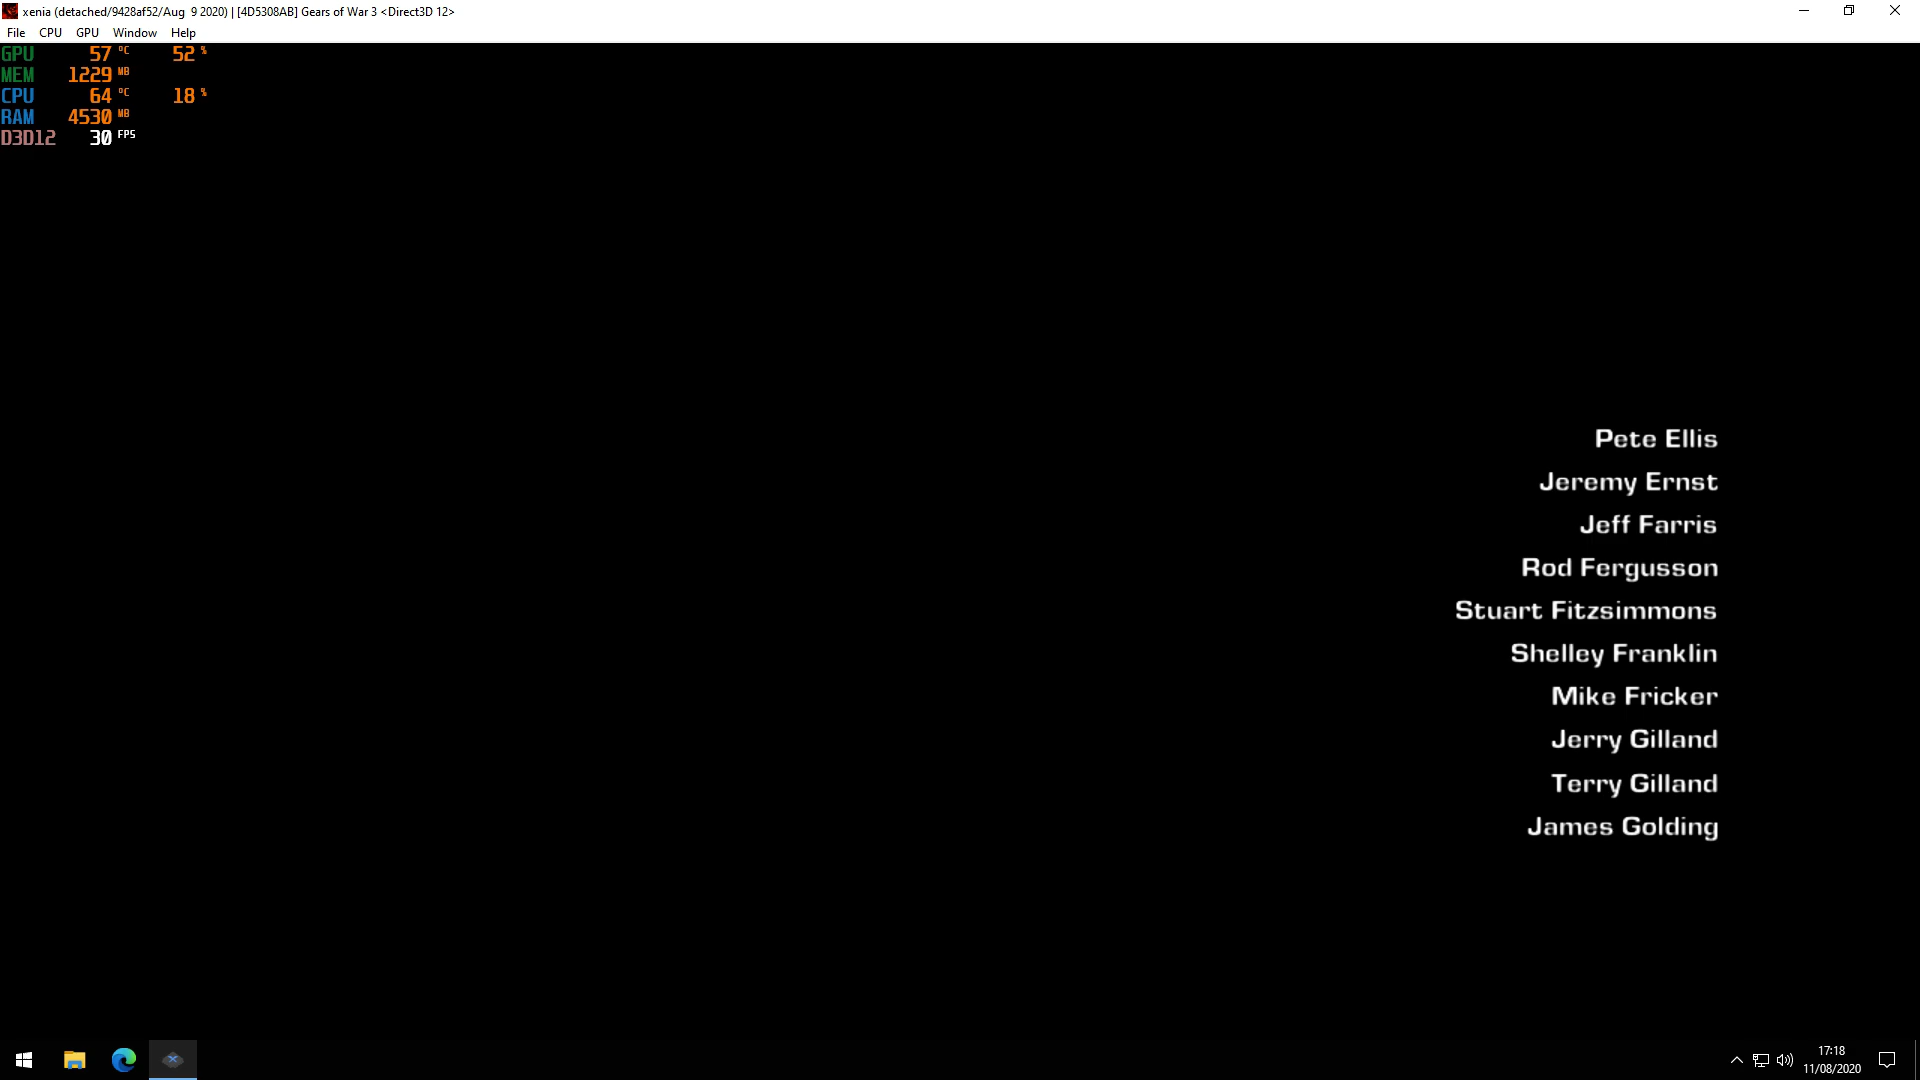 xenia (detached/9428af52/Aug  9 2020) | [4D5308AB] Gears of War 3 <Direct3D 12>
File CPU GPU Window Help
GPU 57 °C 52 %
MEM 1229 MB
CPU 64 °C 18 %
RAM 4530 MB
D3D12 30 FPS
Pete Ellis
Jeremy Ernst
Jeff Farris
Rod Fergusson
Stuart Fitzsimmons
Shelley Franklin
Mike Fricker
Jerry Gilland
Terry Gilland
James Golding
17:18
11/08/2020